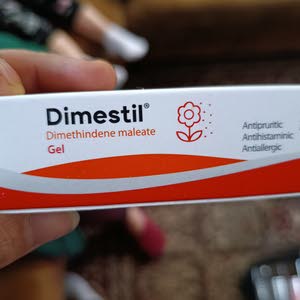 Dimestil®
Dimethindene maleate
Gel
Antipruritic
Antihistaminic
Antiallergic